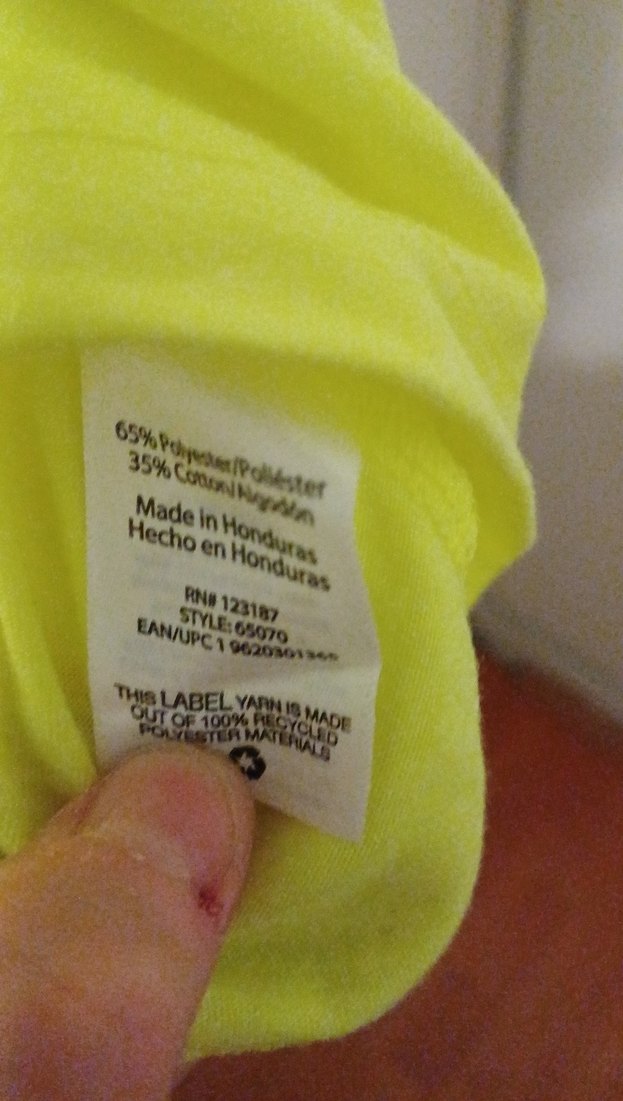 65% Polyester/Poliéster
35% Cotton/Algodón
Made in Honduras
Hecho en Honduras
RN# 123187
STYLE: 65070
EAN/UPC 1
THIS LABEL YARN IS MADE
OUT OF 100% RECYCLED
POLYESTER MATERIALS